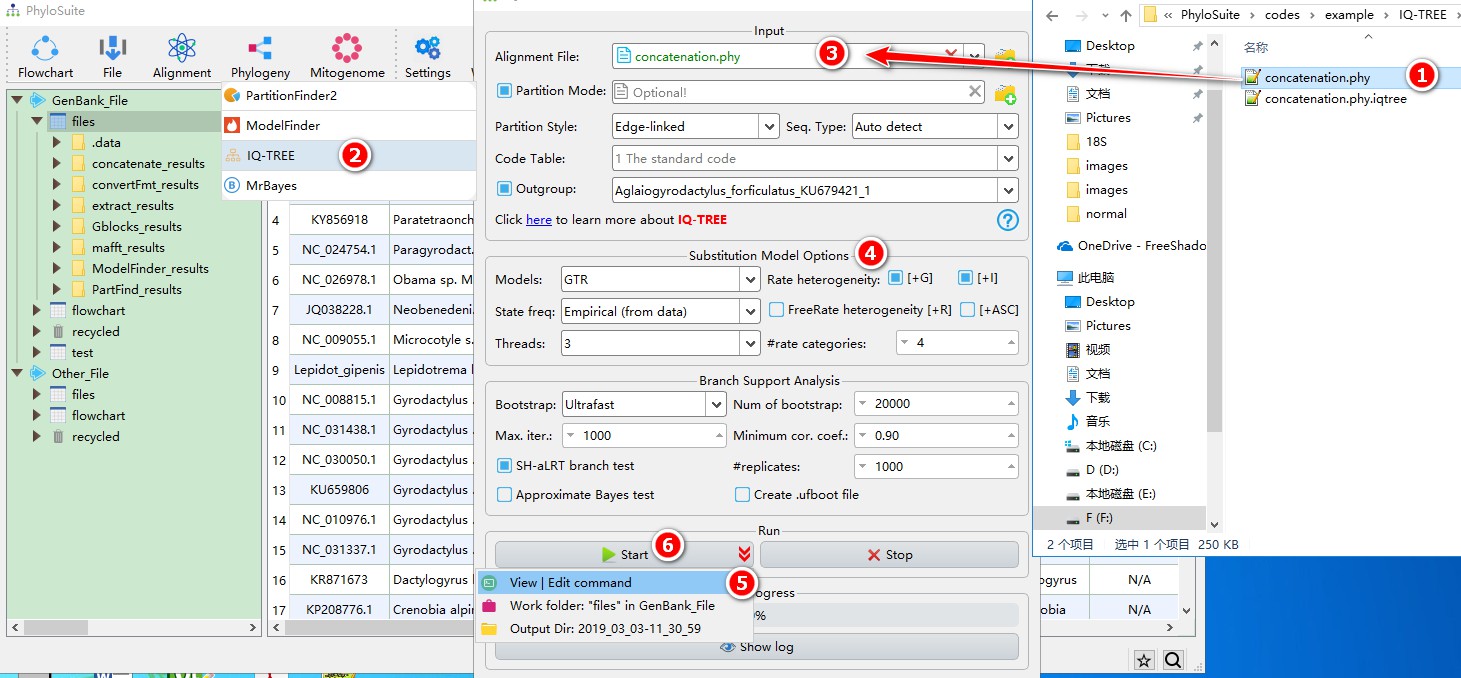 PhyloSuite
Flowchart File Alignment Phylogeny Mitogenome Settings
GenBank_File
files
.data
concatenate_results
convertFmt_results
extract_results
Gblocks_results
mafft_results
ModelFinder_results
PartFind_results
flowchart
recycled
test
Other_File
files
flowchart
recycled
PartitionFinder2
ModelFinder
IQ-TREE 2
MrBayes
4 KY856918 Paratetraonch
5 NC_024754.1 Paragyrodact.
6 NC_026978.1 Obama sp. M
7 JQ038228.1 Neobenedeni.
8 NC_009055.1 Microcotyle s.
9 Lepidot_gipenis Lepidotrema l
10 NC_008815.1 Gyrodactylus .
11 NC_031438.1 Gyrodactylus .
12 NC_030050.1 Gyrodactylus .
13 KU659806 Gyrodactylus .
14 NC_010976.1 Gyrodactylus .
15 NC_031337.1 Gyrodactylus .
16 KR871673 Dactylogyrus l
17 KP208776.1 Crenobia alpin
Input
Alignment File: concatenation.phy 3
Partition Mode: Optional!
Partition Style: Edge-linked Seq. Type: Auto detect
Code Table: 1 The standard code
Outgroup: Aglaiogyrodactylus_forficulatus_KU679421_1
Click here to learn more about IQ-TREE
Substitution Model Options 4
Models: GTR Rate heterogeneity: [+G] [+I]
State freq: Empirical (from data) FreeRate heterogeneity [+R] [+ASC]
Threads: 3 #rate categories: 4
Branch Support Analysis
Bootstrap: Ultrafast Num of bootstrap: 20000
Max. iter.: 1000 Minimum cor. coef.: 0.90
SH-aLRT branch test #replicates: 1000
Approximate Bayes test Create .ufboot file
Run
Start 6 Stop
View | Edit command 5
Work folder: "files" in GenBank_File
Output Dir: 2019_03_03-11_30_59
ogress
%
Show log
ogyrus N/A
obia N/A
« PhyloSuite › codes › example › IQ-TREE ›
Desktop
下载
文档
Pictures
18S
images
images
normal
OneDrive - FreeShado
此电脑
Desktop
Pictures
视频
文档
下载
音乐
本地磁盘 (C:)
D (D:)
本地磁盘 (E:)
F (F:)
名称
concatenation.phy 1
concatenation.phy.iqtree
2 个项目 选中 1 个项目 250 KB